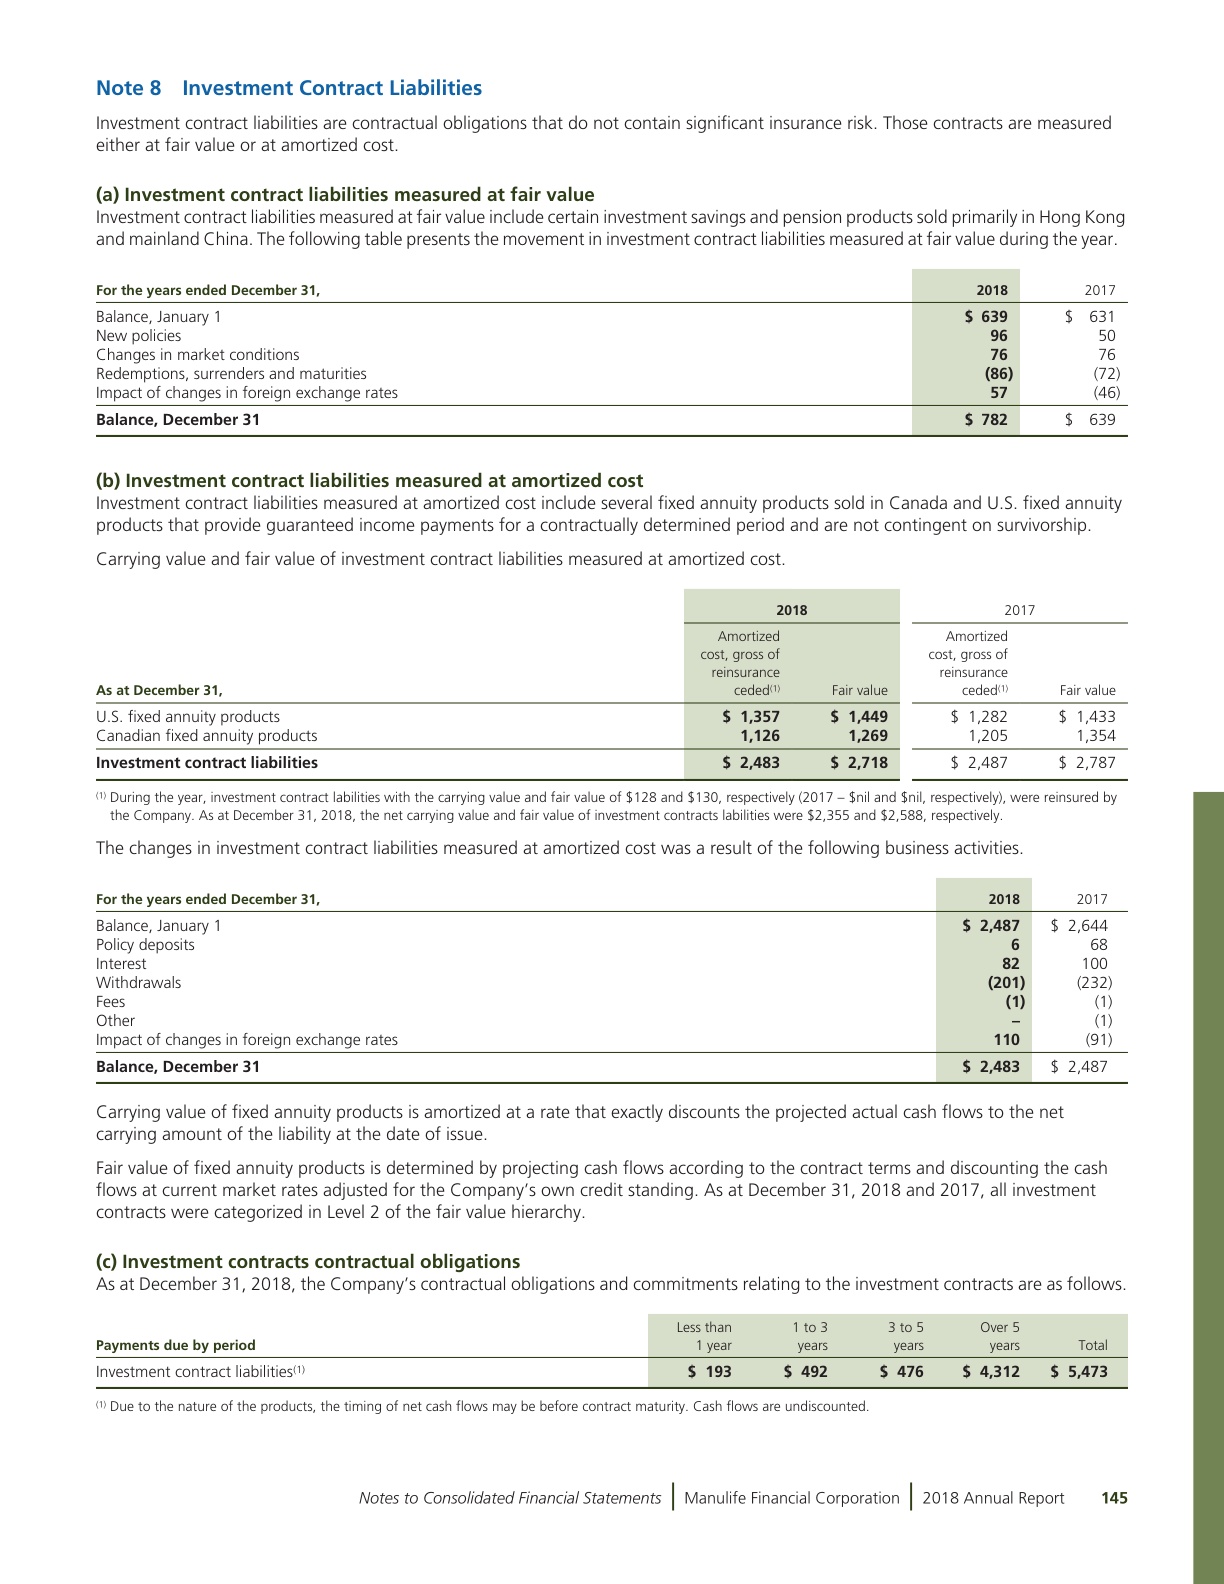 Note 8 Investment Contract Liabilities
Investment contract liabilities are contractual obligations that do not contain significant insurance risk. Those contracts are measured
either at fair value or at amortized cost.
(a) Investment contract liabilities measured at fair value
Investment contract liabilities measured at fair value include certain investment savings and pension products sold primarily in Hong Kong
and mainland China. The following table presents the movement in investment contract liabilities measured at fair value during the year.
For the years ended December 31, 2018 2017
Balance, January 1 $ 639 $ 631
New policies 96 50
Changes in market conditions 76 76
Redemptions, surrenders and maturities (86) (72)
Impact of changes in foreign exchange rates 57 (46)
Balance, December 31 $ 782 $ 639
(b) Investment contract liabilities measured at amortized cost
Investment contract liabilities measured at amortized cost include several fixed annuity products sold in Canada and U.S. fixed annuity
products that provide guaranteed income payments for a contractually determined period and are not contingent on survivorship.
Carrying value and fair value of investment contract liabilities measured at amortized cost.
2018 2017
Amortized Amortized
cost, gross of cost, gross of
reinsurance reinsurance
As at December 31, ceded(1) Fair value ceded(1) Fair value
U.S. fixed annuity products $ 1,357 $ 1,449 $ 1,282 $ 1,433
Canadian fixed annuity products 1,126 1,269 1,205 1,354
Investment contract liabilities $ 2,483 $ 2,718 $ 2,487 $ 2,787
(1) During the year, investment contract labilities with the carrying value and fair value of $128 and $130, respectively (2017 – $nil and $nil, respectively), were reinsured by
the Company. As at December 31, 2018, the net carrying value and fair value of investment contracts labilities were $2,355 and $2,588, respectively.
The changes in investment contract liabilities measured at amortized cost was a result of the following business activities.
For the years ended December 31, 2018 2017
Balance, January 1 $ 2,487 $ 2,644
Policy deposits 6 68
Interest 82 100
Withdrawals (201) (232)
Fees (1) (1)
Other – (1)
Impact of changes in foreign exchange rates 110 (91)
Balance, December 31 $ 2,483 $ 2,487
Carrying value of fixed annuity products is amortized at a rate that exactly discounts the projected actual cash flows to the net
carrying amount of the liability at the date of issue.
Fair value of fixed annuity products is determined by projecting cash flows according to the contract terms and discounting the cash
flows at current market rates adjusted for the Company's own credit standing. As at December 31, 2018 and 2017, all investment
contracts were categorized in Level 2 of the fair value hierarchy.
(c) Investment contracts contractual obligations
As at December 31, 2018, the Company's contractual obligations and commitments relating to the investment contracts are as follows.
Less than 1 to 3 3 to 5 Over 5
Payments due by period 1 year years years years Total
Investment contract liabilities(1) $ 193 $ 492 $ 476 $ 4,312 $ 5,473
(1) Due to the nature of the products, the timing of net cash flows may be before contract maturity. Cash flows are undiscounted.
Notes to Consolidated Financial Statements | Manulife Financial Corporation | 2018 Annual Report 145